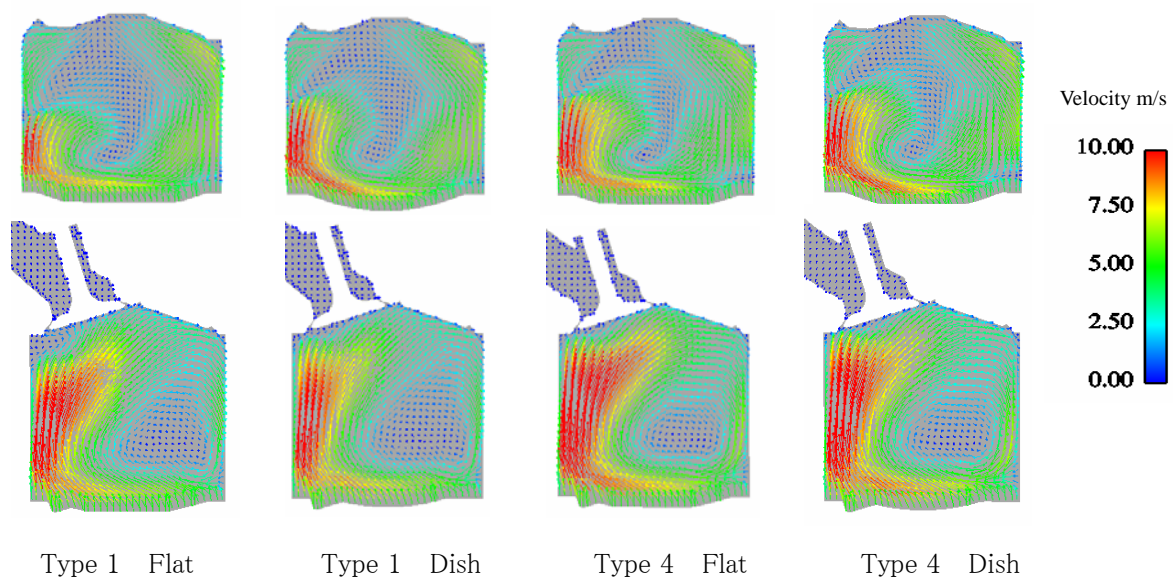 Velocity m/s
10.00
7.50
5.00
2.50
0.00
Type 1 Flat
Type 1 Dish
Type 4 Flat
Type 4 Dish